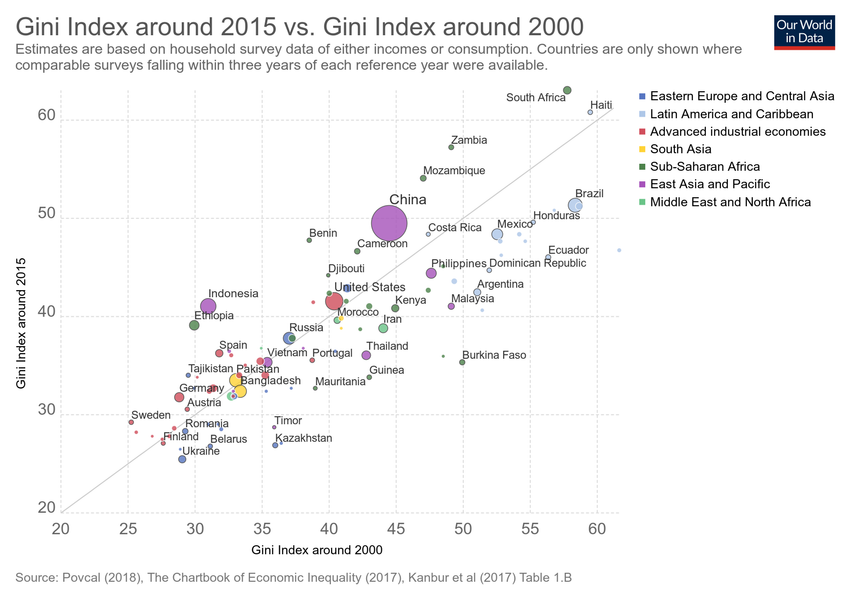 Gini Index around 2015 vs. Gini Index around 2000
Our World
in Data
Estimates are based on household survey data of either incomes or consumption. Countries are only shown where
comparable surveys falling within three years of each reference year were available.
Eastern Europe and Central Asia
Latin America and Caribbean
Advanced industrial economies
South Asia
Sub-Saharan Africa
East Asia and Pacific
Middle East and North Africa
Gini Index around 2015
60
50
40
30
20
South Africa
Haiti
Zambia
Mozambique
China
Brazil
Honduras
Mexico
Costa Rica
Benin
Cameroon
Ecuador
Djibouti
Philippines
Dominican Republic
United States
Argentina
Indonesia
Malaysia
Kenya
Ethiopia
Morocco
Iran
Russia
Spain
Vietnam
Portugal
Thailand
Burkina Faso
Tajikistan
Pakistan
Guinea
Bangladesh
Mauritania
Germany
Austria
Sweden
Romania
Timor
Finland
Belarus
Kazakhstan
Ukraine
20
25
30
35
40
45
50
55
60
Gini Index around 2000
Source: Povcal (2018), The Chartbook of Economic Inequality (2017), Kanbur et al (2017) Table 1.B